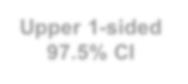 Upper 1-sided
97.5% CI